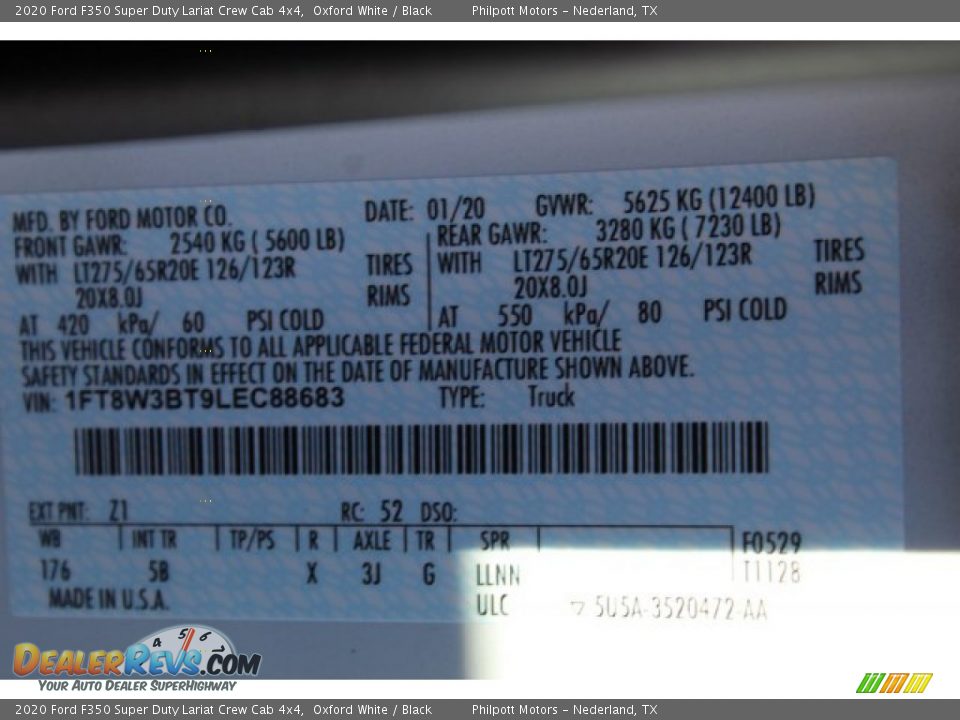 2020 Ford F350 Super Duty Lariat Crew Cab 4x4, Oxford White / Black Philpott Motors - Nederland, TX
MFD. BY FORD MOTOR CO. DATE: 01/20 GVWR: 5625 KG (12400 LB)
FRONT GAWR: 2540 KG ( 5600 LB) REAR GAWR: 3280 KG ( 7230 LB)
WITH LT275/65R20E 126/123R TIRES WITH LT275/65R20E 126/123R TIRES
20X8.0J RIMS 20X8.0J RIMS
AT 420 kPa/ 60 PSI COLD AT 550 kPa/ 80 PSI COLD
THIS VEHICLE CONFORMS TO ALL APPLICABLE FEDERAL MOTOR VEHICLE
SAFETY STANDARDS IN EFFECT ON THE DATE OF MANUFACTURE SHOWN ABOVE.
VIN: 1FT8W3BT9LEC88683 TYPE: Truck
EXT PNT: Z1 RC: 52 DSO:
WB INT TR TP/PS R AXLE TR SPR F0529
176 5B X 3J G LLNN T1128
MADE IN U.S.A. ULC 5U5A-3520472-AA
4 5 6
DEALERREVS.COM
YOUR AUTO DEALER SUPERHIGHWAY
2020 Ford F350 Super Duty Lariat Crew Cab 4x4, Oxford White / Black Philpott Motors - Nederland, TX